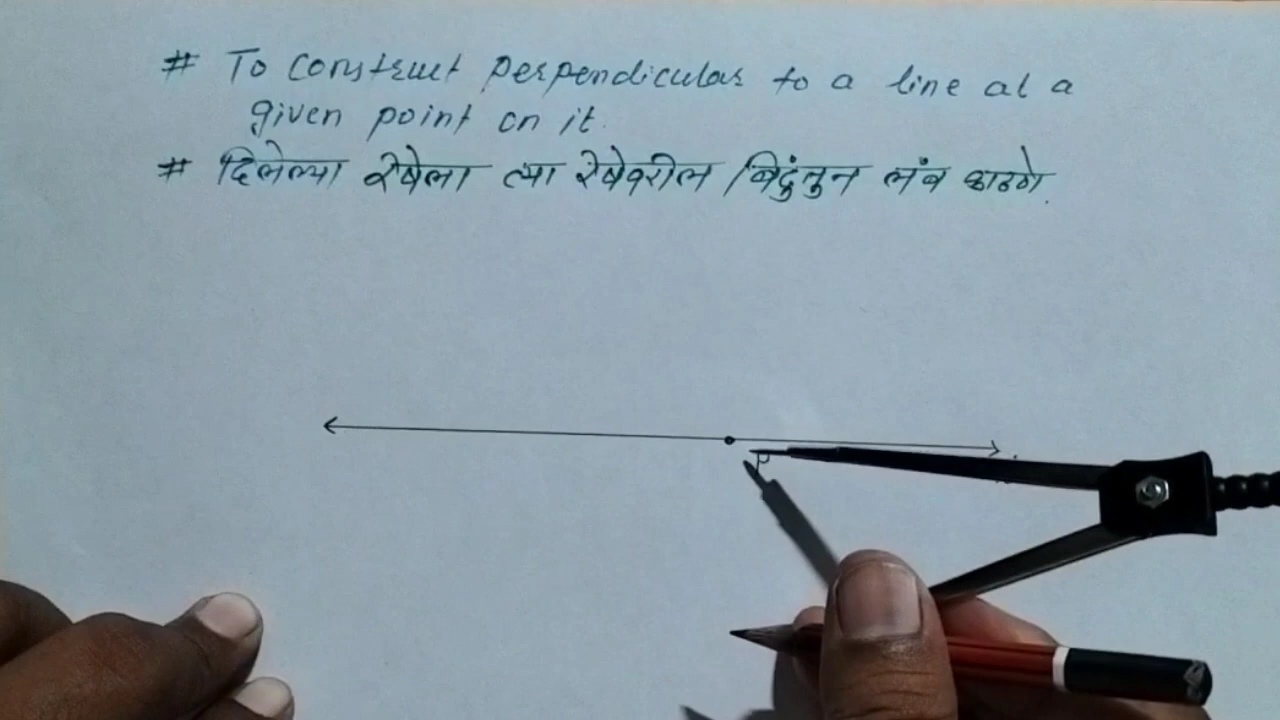 # To construct perpendicular to a line at a
given point on it.
# दिलेल्या रेषेला त्या रेषेवरील बिंदुंतुन लंब काढणे.
P